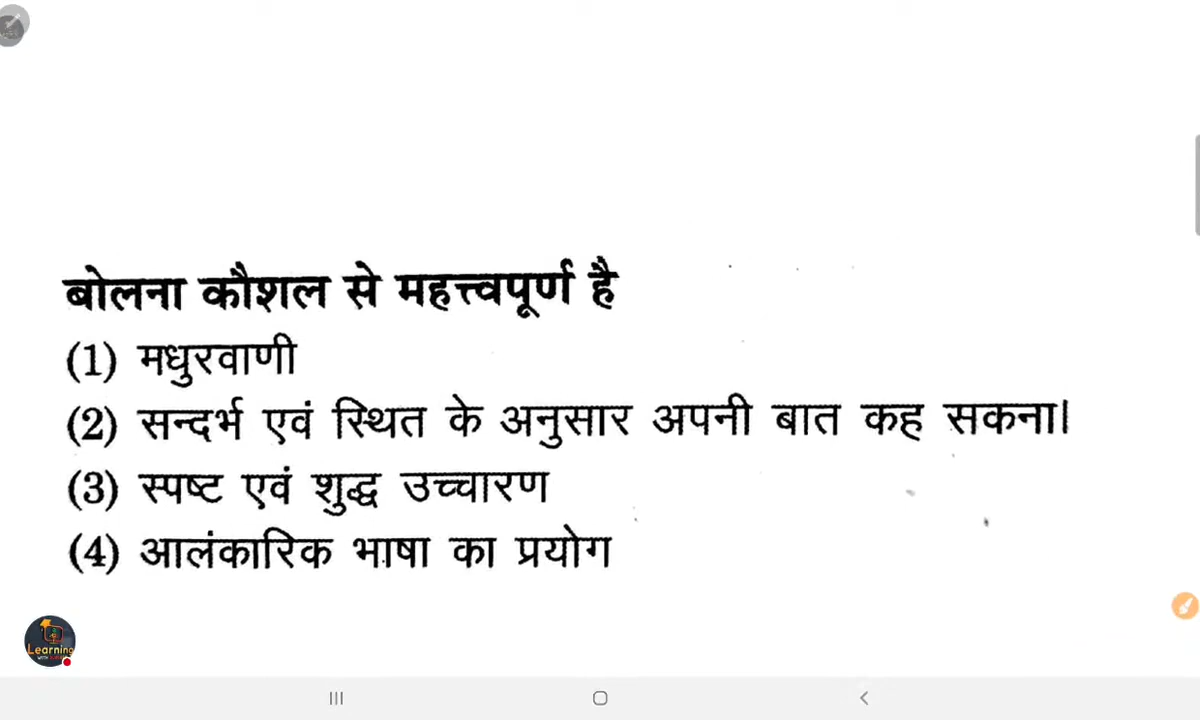 बोलना कौशल से महत्त्वपूर्ण है
(1) मधुरवाणी
(2) सन्दर्भ एवं स्थित के अनुसार अपनी बात कह सकना।
(3) स्पष्ट एवं शुद्ध उच्चारण
(4) आलंकारिक भाषा का प्रयोग
Learning